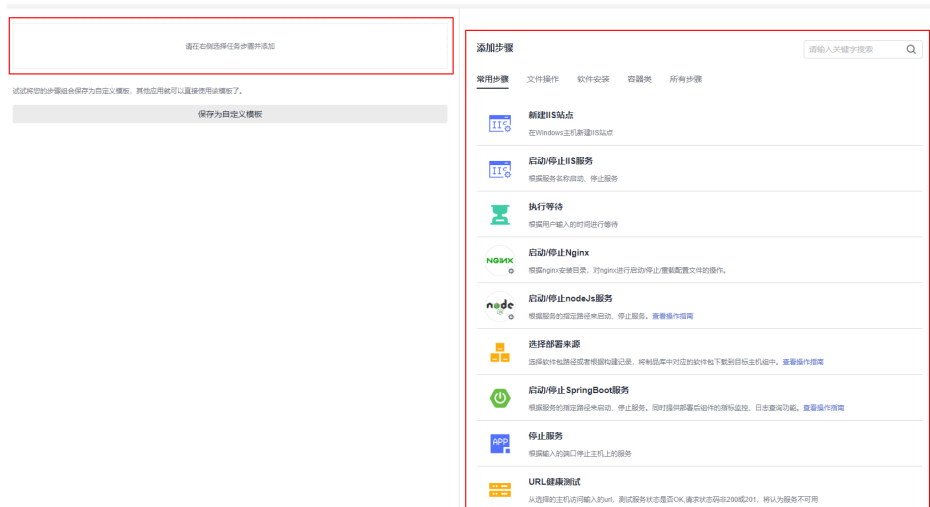 请在右侧选择任务步骤并添加
试试将您的步骤组合保存为自定义模板，其他应用就可以直接使用该模板了。
保存为自定义模板
添加步骤
请输入关键字搜索
常用步骤 文件操作 软件安装 容器类 所有步骤
IIS
新建IIS站点
在Windows主机新建IIS站点
IIS
启动/停止IIS服务
根据服务名称启动、停止服务
执行等待
根据用户输入的时间进行等待
NGINX
启动/停止Nginx
根据nginx安装目录，对nginx进行启动/停止/重载配置文件的操作。
node
启动/停止nodeJs服务
根据服务的指定路径来启动、停止服务。查看操作指南
选择部署来源
选择软件包路径或者根据构建记录，将制品库中对应的软件包下载到目标主机组中。查看操作指南
启动/停止SpringBoot服务
根据服务的指定路径来启动、停止服务。同时提供部署后组件的指标监控、日志查询功能。查看操作指南
APP
停止服务
根据输入的端口停止主机上的服务
URL健康测试
从选择的主机访问输入的url，测试服务状态是否OK,请求状态码非200或201，将认为服务不可用